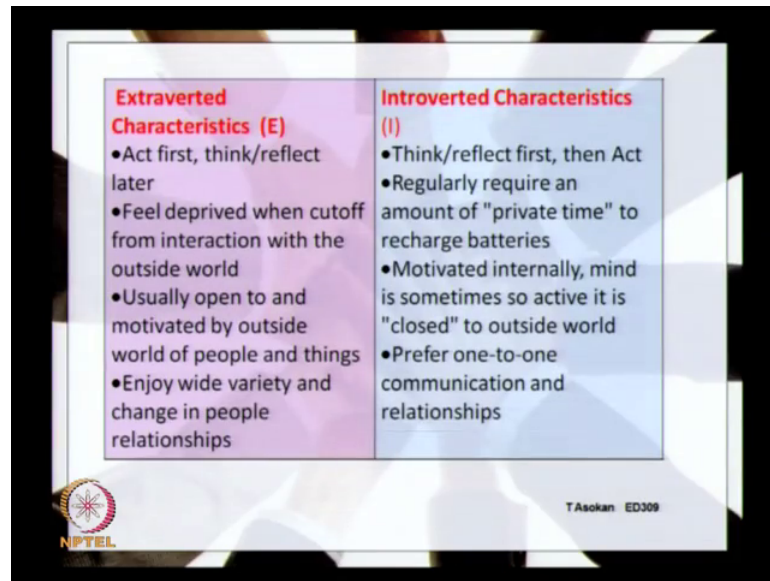 Extraverted
Characteristics (E)
•Act first, think/reflect
later
•Feel deprived when cutoff
from interaction with the
outside world
•Usually open to and
motivated by outside
world of people and things
•Enjoy wide variety and
change in people
relationships
Introverted Characteristics
(I)
•Think/reflect first, then Act
•Regularly require an
amount of "private time" to
recharge batteries
•Motivated internally, mind
is sometimes so active it is
"closed" to outside world
•Prefer one-to-one
communication and
relationships
T Asokan ED309
NPTEL